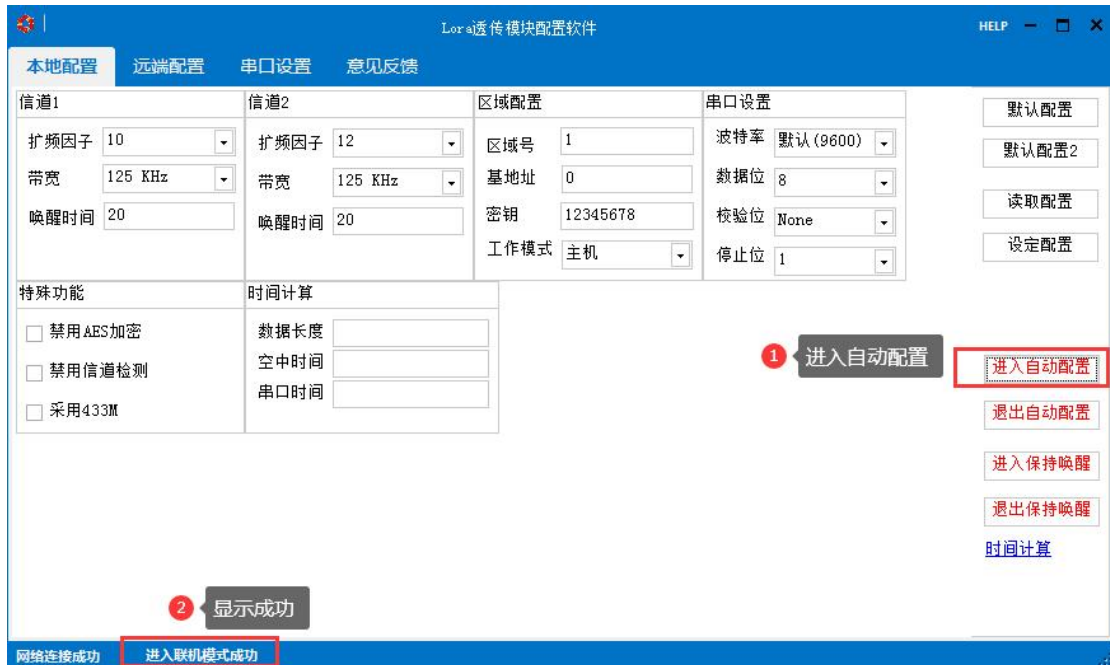 Lora透传模块配置软件
HELP
本地配置 远端配置 串口设置 意见反馈
信道1
扩频因子 10
带宽 125 KHz
唤醒时间 20
信道2
扩频因子 12
带宽 125 KHz
唤醒时间 20
区域配置
区域号 1
基地址 0
密钥 12345678
工作模式 主机
串口设置
波特率 默认(9600)
数据位 8
校验位 None
停止位 1
默认配置
默认配置2
读取配置
设定配置
特殊功能
禁用AES加密
禁用信道检测
采用433M
时间计算
数据长度
空中时间
串口时间
1 进入自动配置
进入自动配置
退出自动配置
进入保持唤醒
退出保持唤醒
时间计算
2 显示成功
网络连接成功 进入联机模式成功